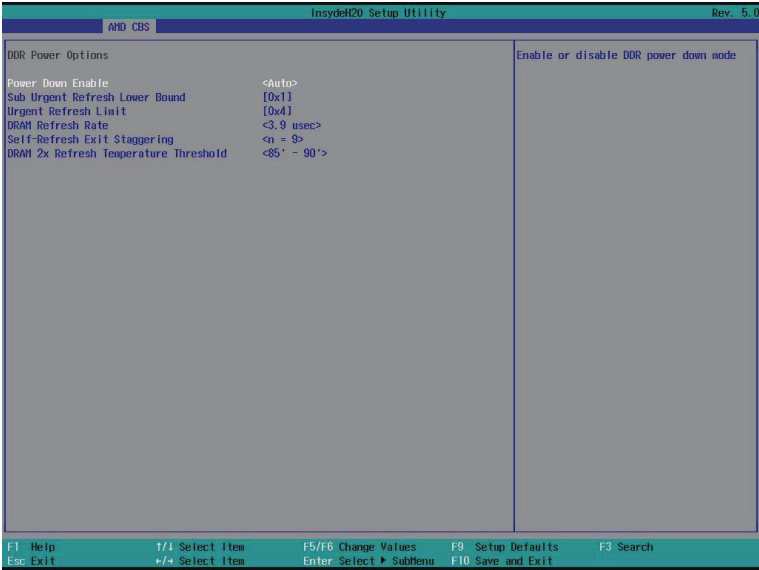 InsydeH20 Setup Utility Rev. 5.0
AMD CBS
DDR Power Options
Enable or disable DDR power down mode
Power Down Enable <Auto>
Sub Urgent Refresh Lower Bound [0x1]
Urgent Refresh Limit [0x4]
DRAM Refresh Rate <3.9 usec>
Self-Refresh Exit Staggering <n = 9>
DRAM 2x Refresh Temperature Threshold <85' - 90'>
F1 Help ↑/↓ Select Item F5/F6 Change Values F9 Setup Defaults F3 Search
Esc Exit ←/→ Select Item Enter Select ▶ SubMenu F10 Save and Exit